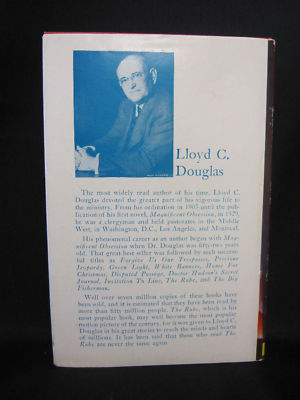 Lloyd C.
Douglas
The most widely read author of his time, Lloyd C.
Douglas devoted the greater part of his vigorous life to
the ministry. From his ordination in 1903 until the pub-
lication of his first novel, Magnificent Obsession, in 1929,
he was a clergyman and held pastorates in the Middle
West, in Washington, D.C., Los Angeles, and Montreal.
His phenomenal career as an author began with Mag-
nificent Obsession when Dr. Douglas was fifty-two years
old. That great best seller was followed by such success-
ful titles as Forgive Us Our Trespasses, Precious
Jeopardy, Green Light, White Banners, Home For
Christmas, Disputed Passage, Doctor Hudson's Secret
Journal, Invitation To Live, The Robe, and The Big
Fisherman.
Well over seven million copies of these books have
been sold, and it is estimated that they have been read by
more than fifty million people. The Robe, which is his
most popular book, may well become the most popular
motion picture of the century, for it was given to Lloyd C.
Douglas in his great stories to reach the minds and hearts
of millions. It has been said that those who read The
Robe are never the same again.